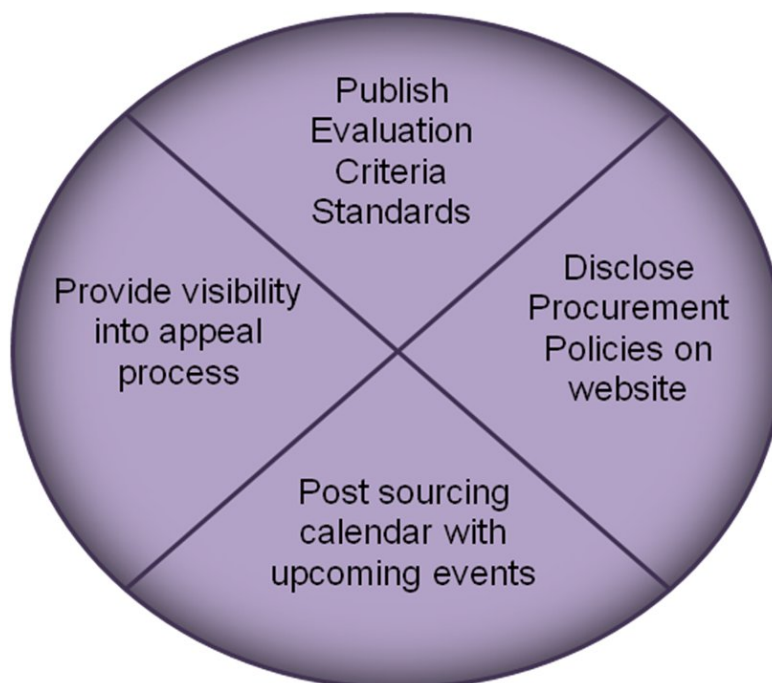 Publish
Evaluation
Criteria
Standards
Disclose
Procurement
Policies on
website
Post sourcing
calendar with
upcoming events
Provide visibility
into appeal
process